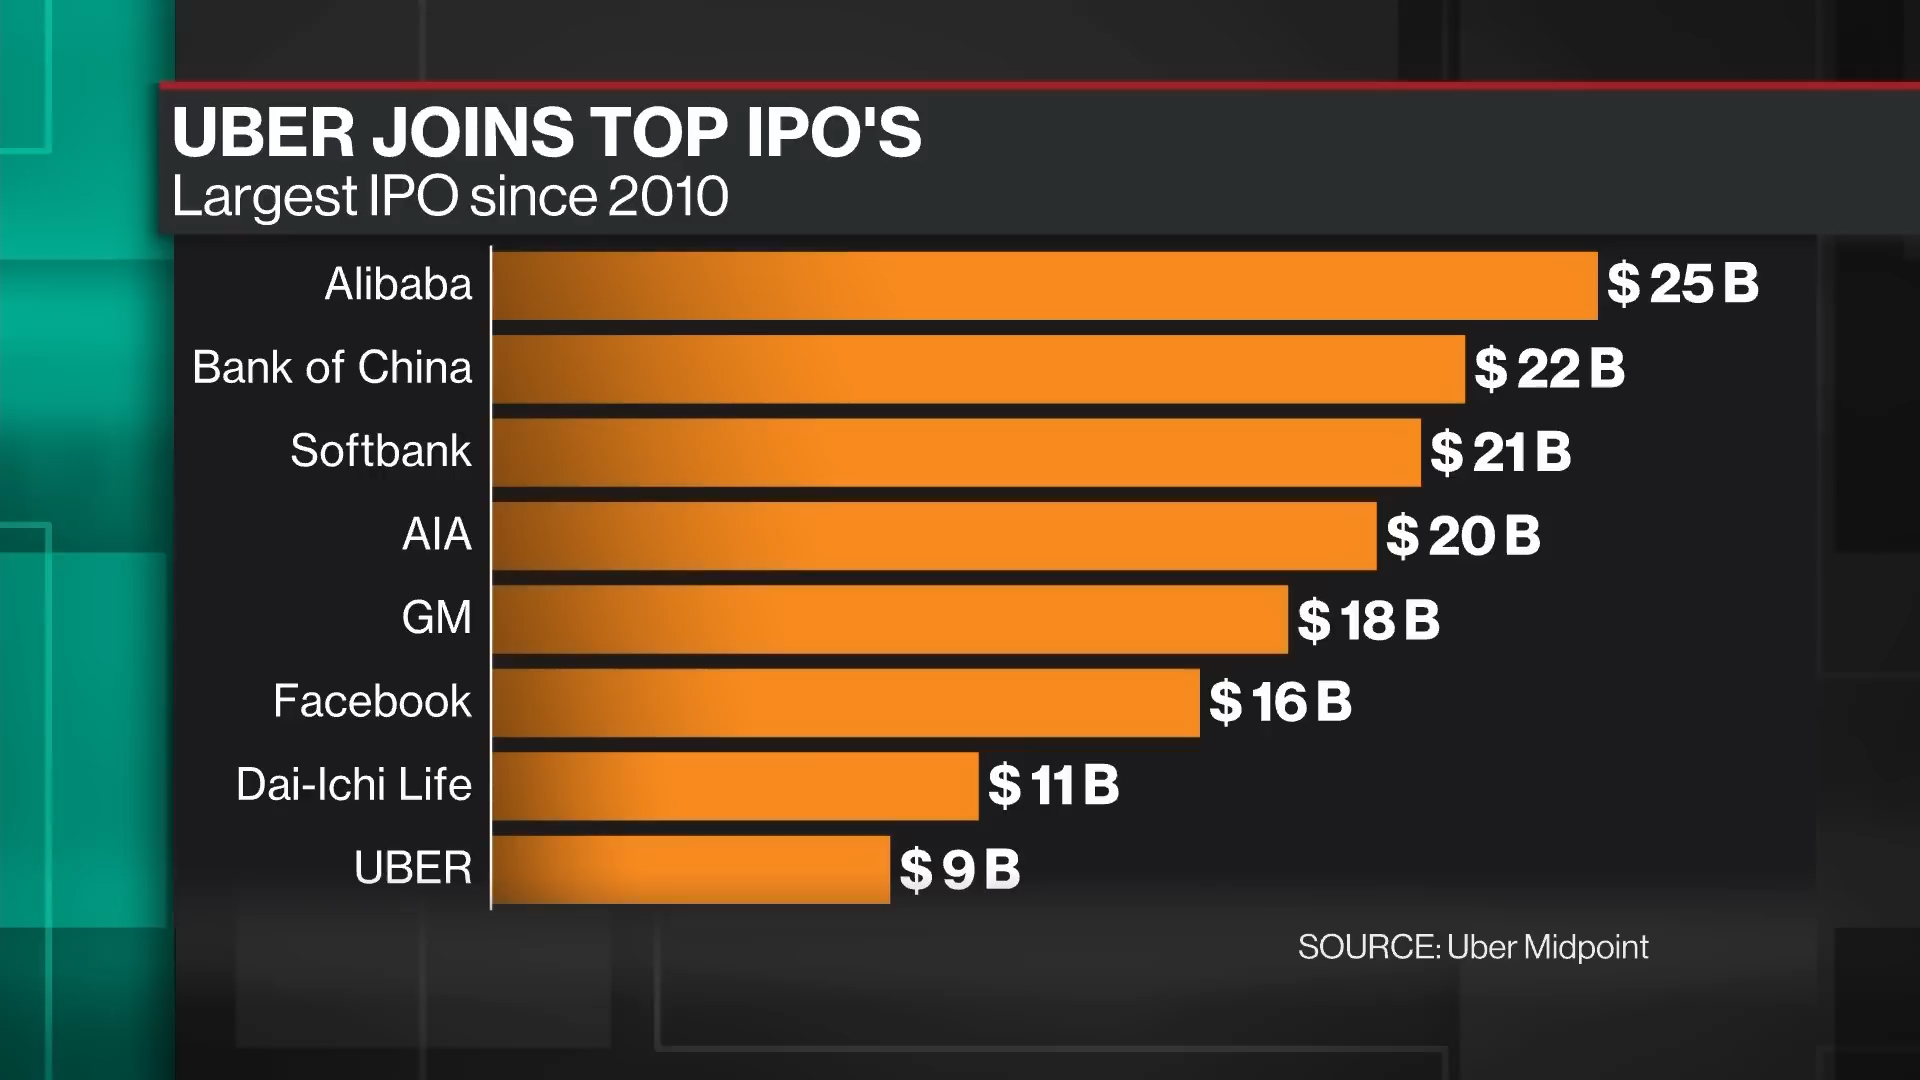 UBER JOINS TOP IPO'S
Largest IPO since 2010
Alibaba $ 25 B
Bank of China $ 22 B
Softbank $ 21 B
AIA $ 20 B
GM $ 18 B
Facebook $ 16 B
Dai-Ichi Life $ 11 B
UBER $ 9 B
SOURCE: Uber Midpoint